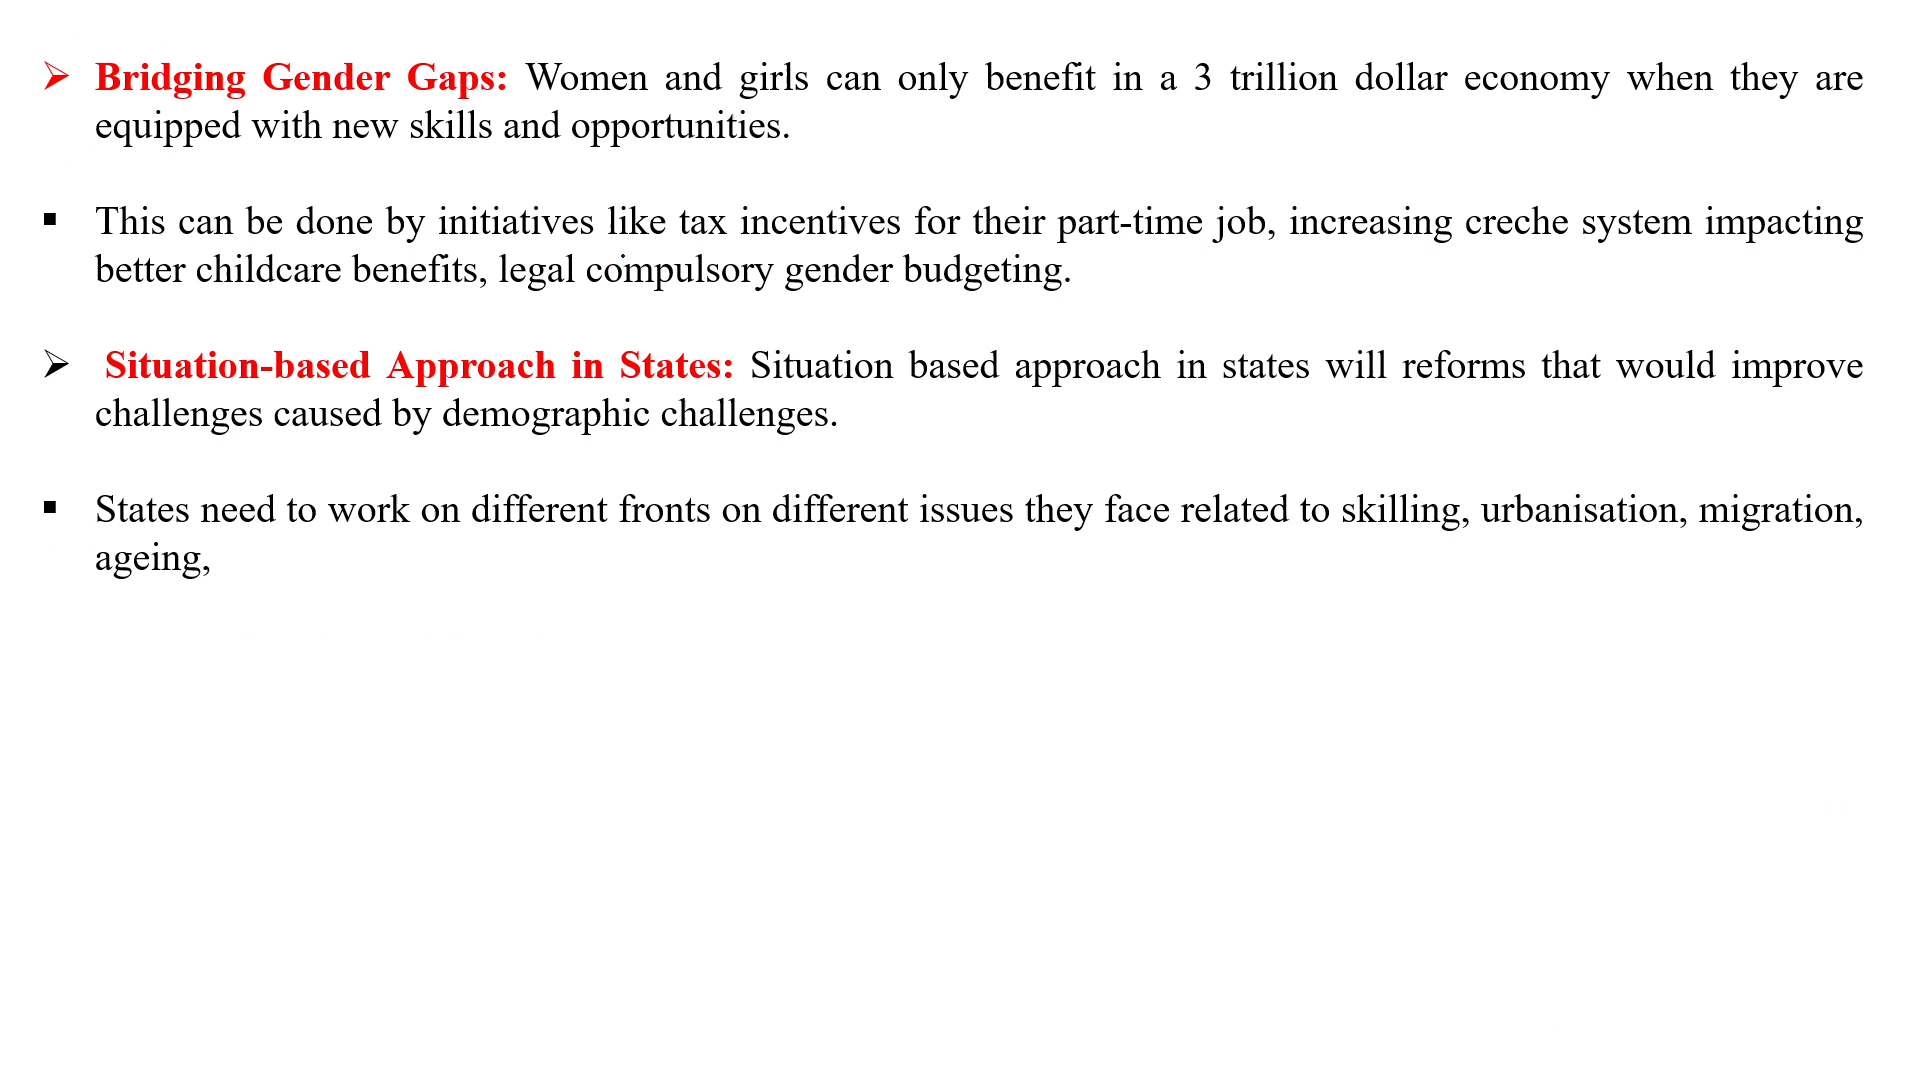 ➢ Bridging Gender Gaps: Women and girls can only benefit in a 3 trillion dollar economy when they are
equipped with new skills and opportunities.
▪ This can be done by initiatives like tax incentives for their part-time job, increasing creche system impacting
better childcare benefits, legal compulsory gender budgeting.
➢ Situation-based Approach in States: Situation based approach in states will reforms that would improve
challenges caused by demographic challenges.
▪ States need to work on different fronts on different issues they face related to skilling, urbanisation, migration,
ageing,